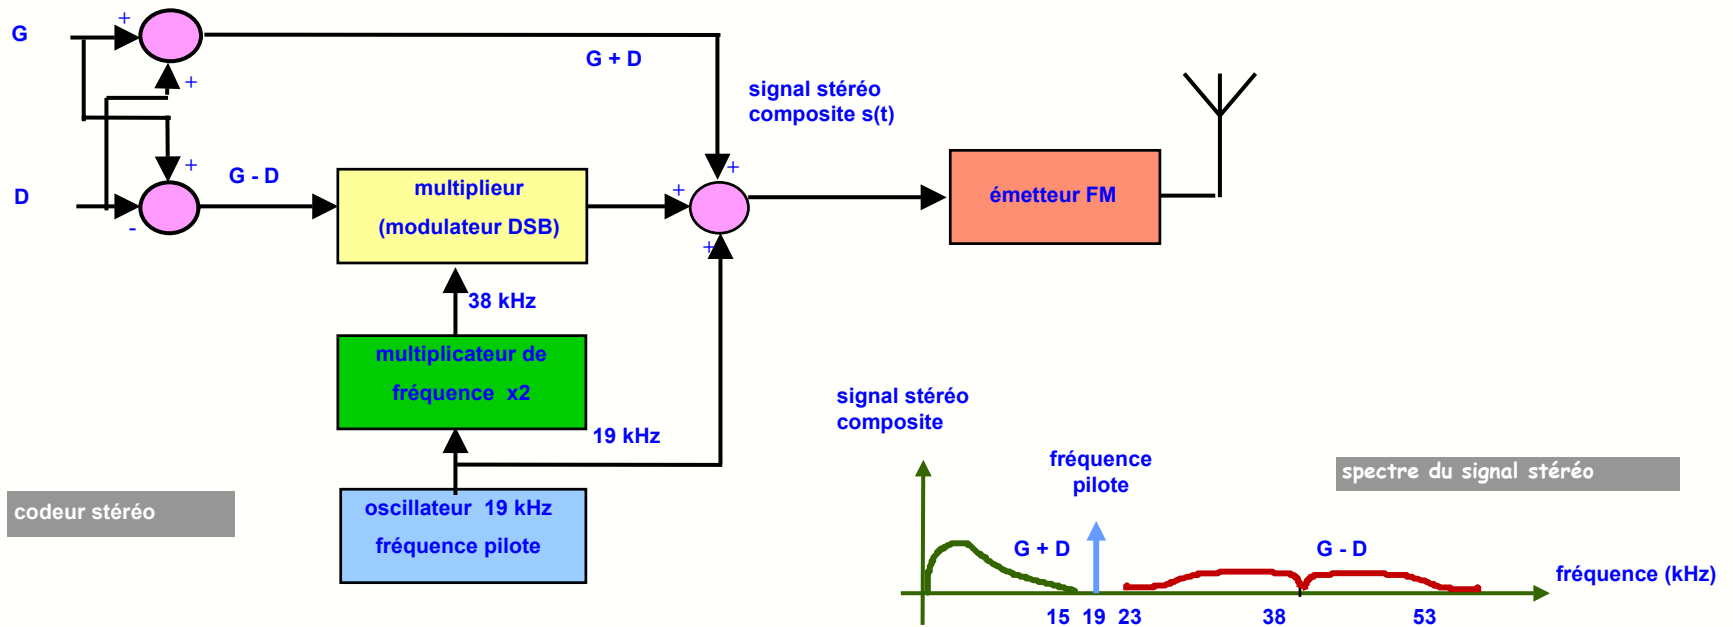 G
+
+
G + D
signal stéréo
composite s(t)
D
+
-
G - D
multiplieur
(modulateur DSB)
+
+
+
émetteur FM
38 kHz
multiplicateur de
fréquence x2
19 kHz
oscillateur 19 kHz
fréquence pilote
codeur stéréo
signal stéréo
composite
fréquence
pilote
spectre du signal stéréo
G + D
G - D
fréquence (kHz)
15 19 23 38 53